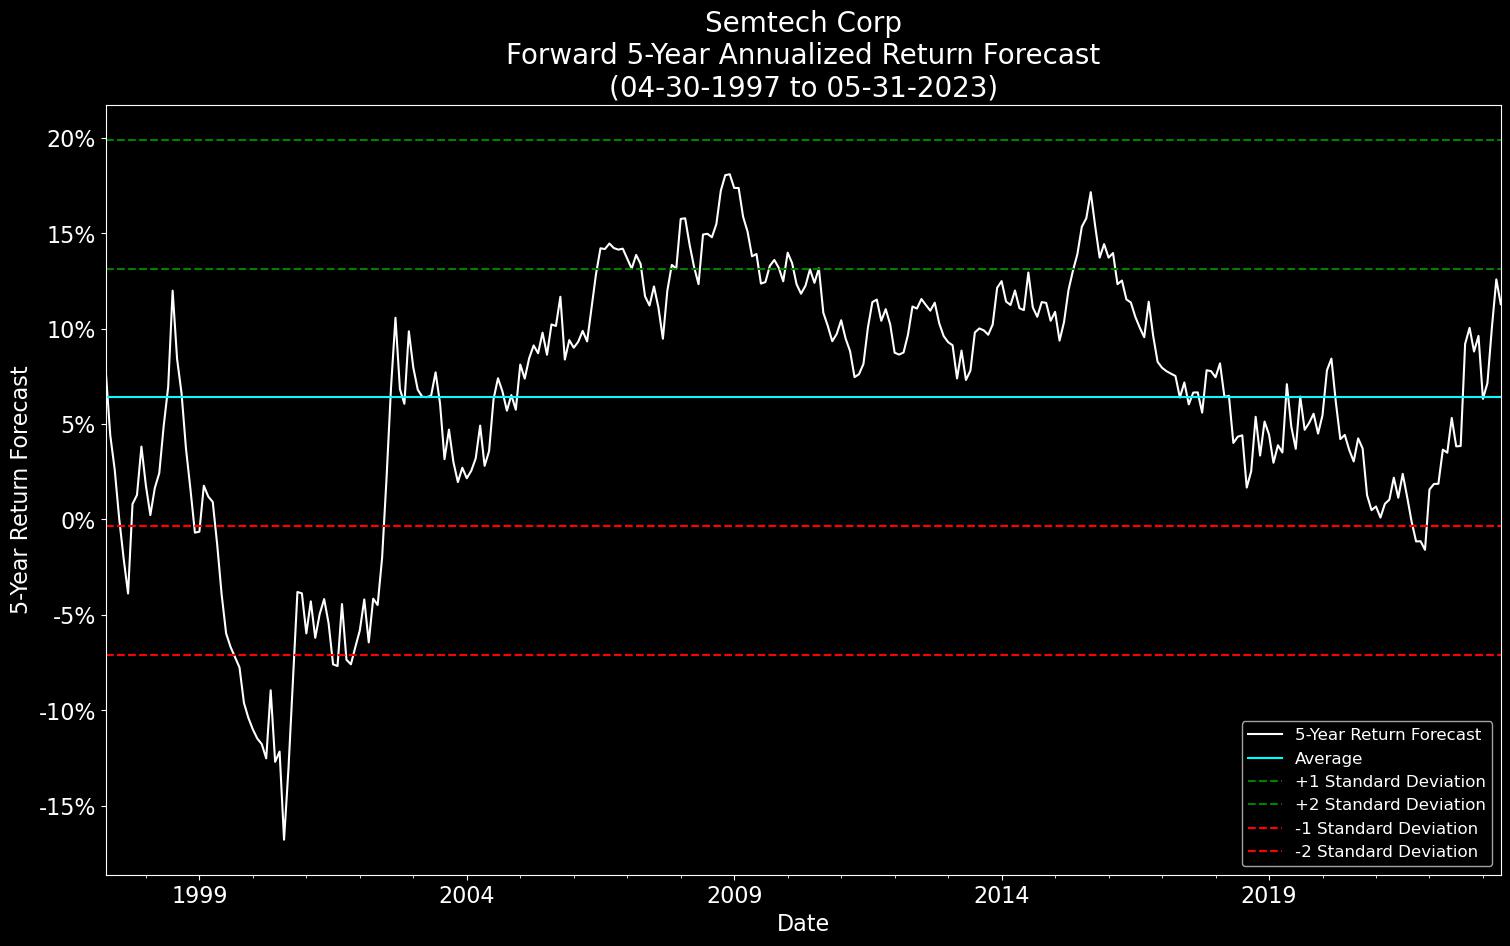 Semtech Corp
Forward 5-Year Annualized Return Forecast
(04-30-1997 to 05-31-2023)
5-Year Return Forecast
20%
15%
10%
5%
0%
-5%
-10%
-15%
5-Year Return Forecast
Average
+1 Standard Deviation
+2 Standard Deviation
-1 Standard Deviation
-2 Standard Deviation
1999
2004
2009
2014
2019
Date